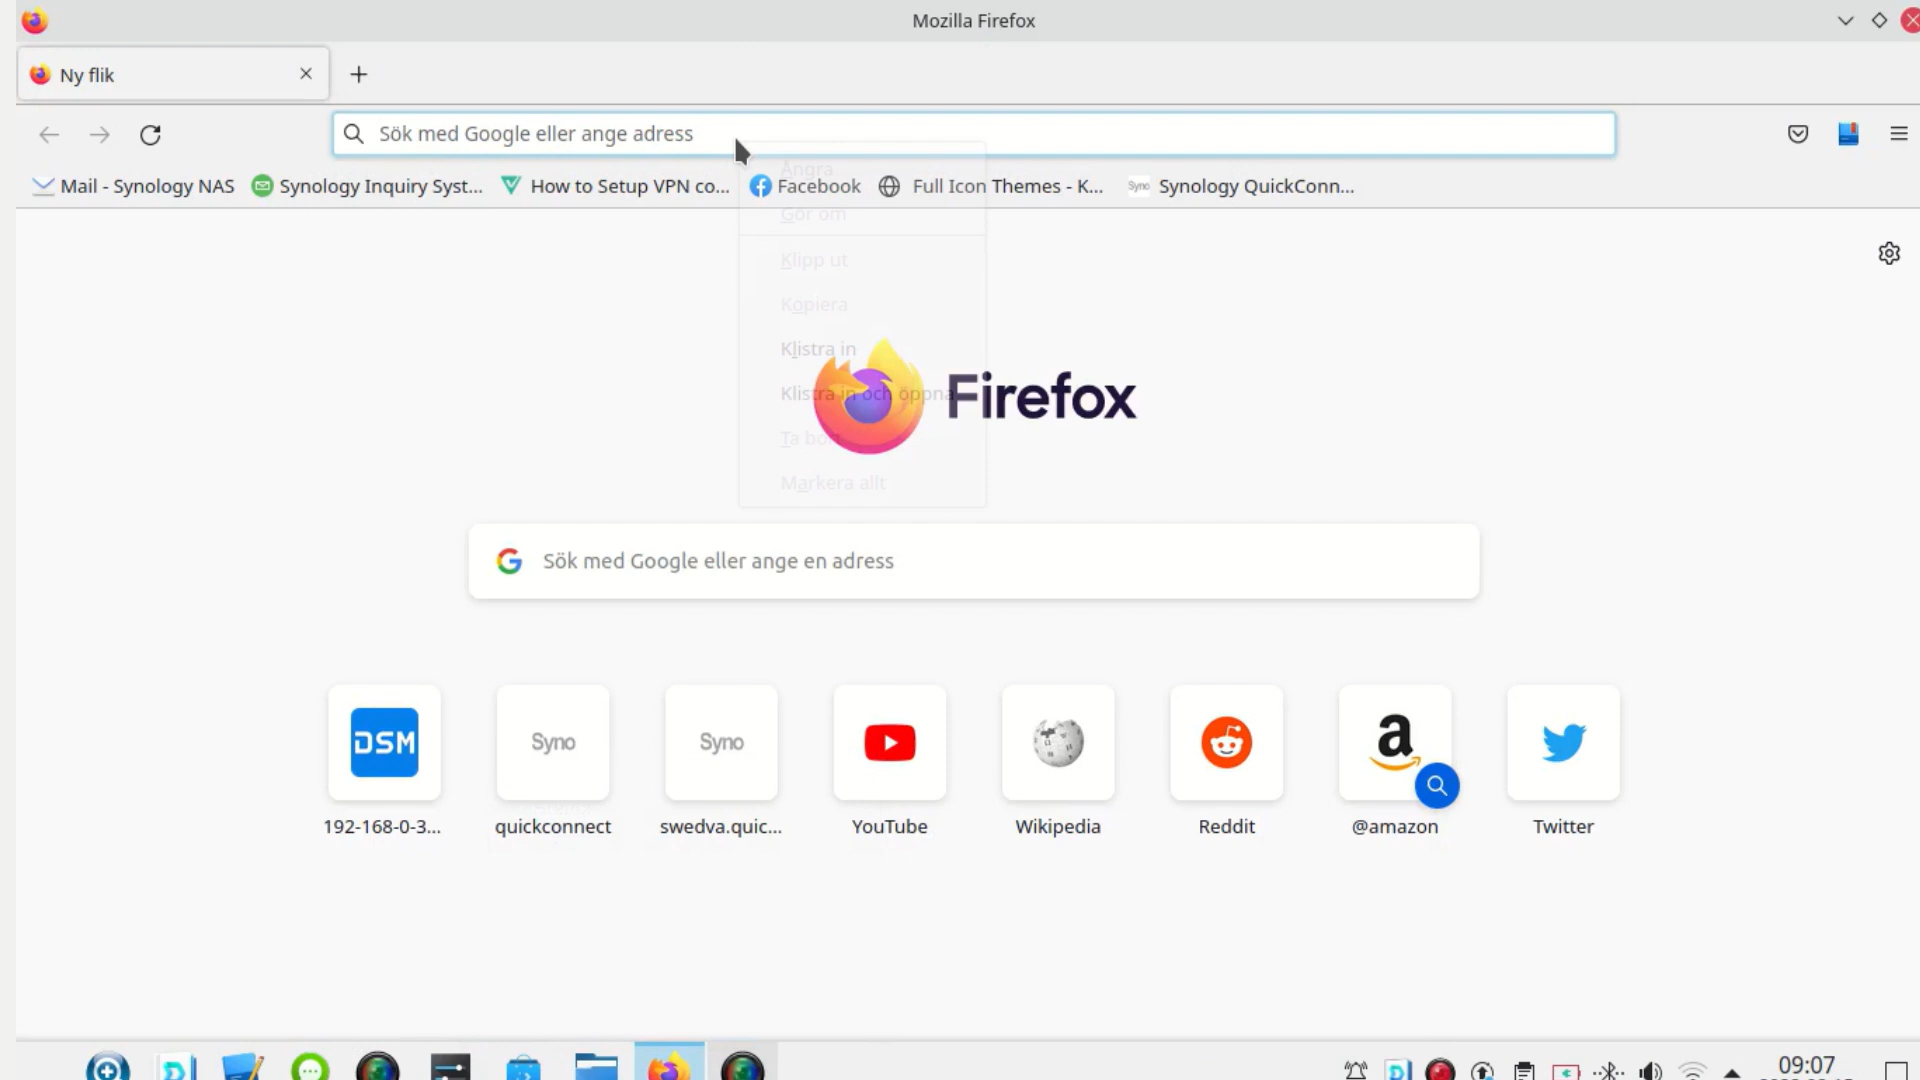 Mozilla Firefox
Ny flik
Sök med Google eller ange adress
Mail - Synology NAS
Synology Inquiry Syst...
How to Setup VPN co...
Facebook
Full Icon Themes - K...
Syno
Synology QuickConn...
Ångra
Gör om
Klipp ut
Kopiera
Klistra in
Klistra in och öppna
Ta bort
Markera allt
Firefox
Sök med Google eller ange en adress
DSM
Syno
Syno
a
192-168-0-3...
quickconnect
swedva.quic...
YouTube
Wikipedia
Reddit
@amazon
Twitter
09:07